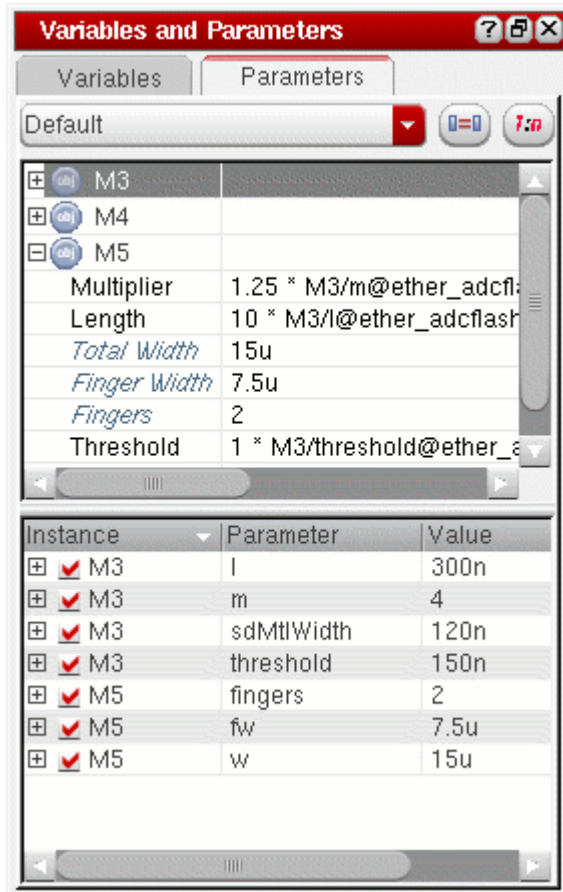 Variables and Parameters
Variables Parameters
Default
M3
M4
M5
Multiplier 1.25 * M3/m@ether_adcfl
Length 10 * M3/l@ether_adcflash
Total Width 15u
Finger Width 7.5u
Fingers 2
Threshold 1 * M3/threshold@ether_a
Instance Parameter Value
M3 l 300n
M3 m 4
M3 sdMtlWidth 120n
M3 threshold 150n
M5 fingers 2
M5 fw 7.5u
M5 w 15u